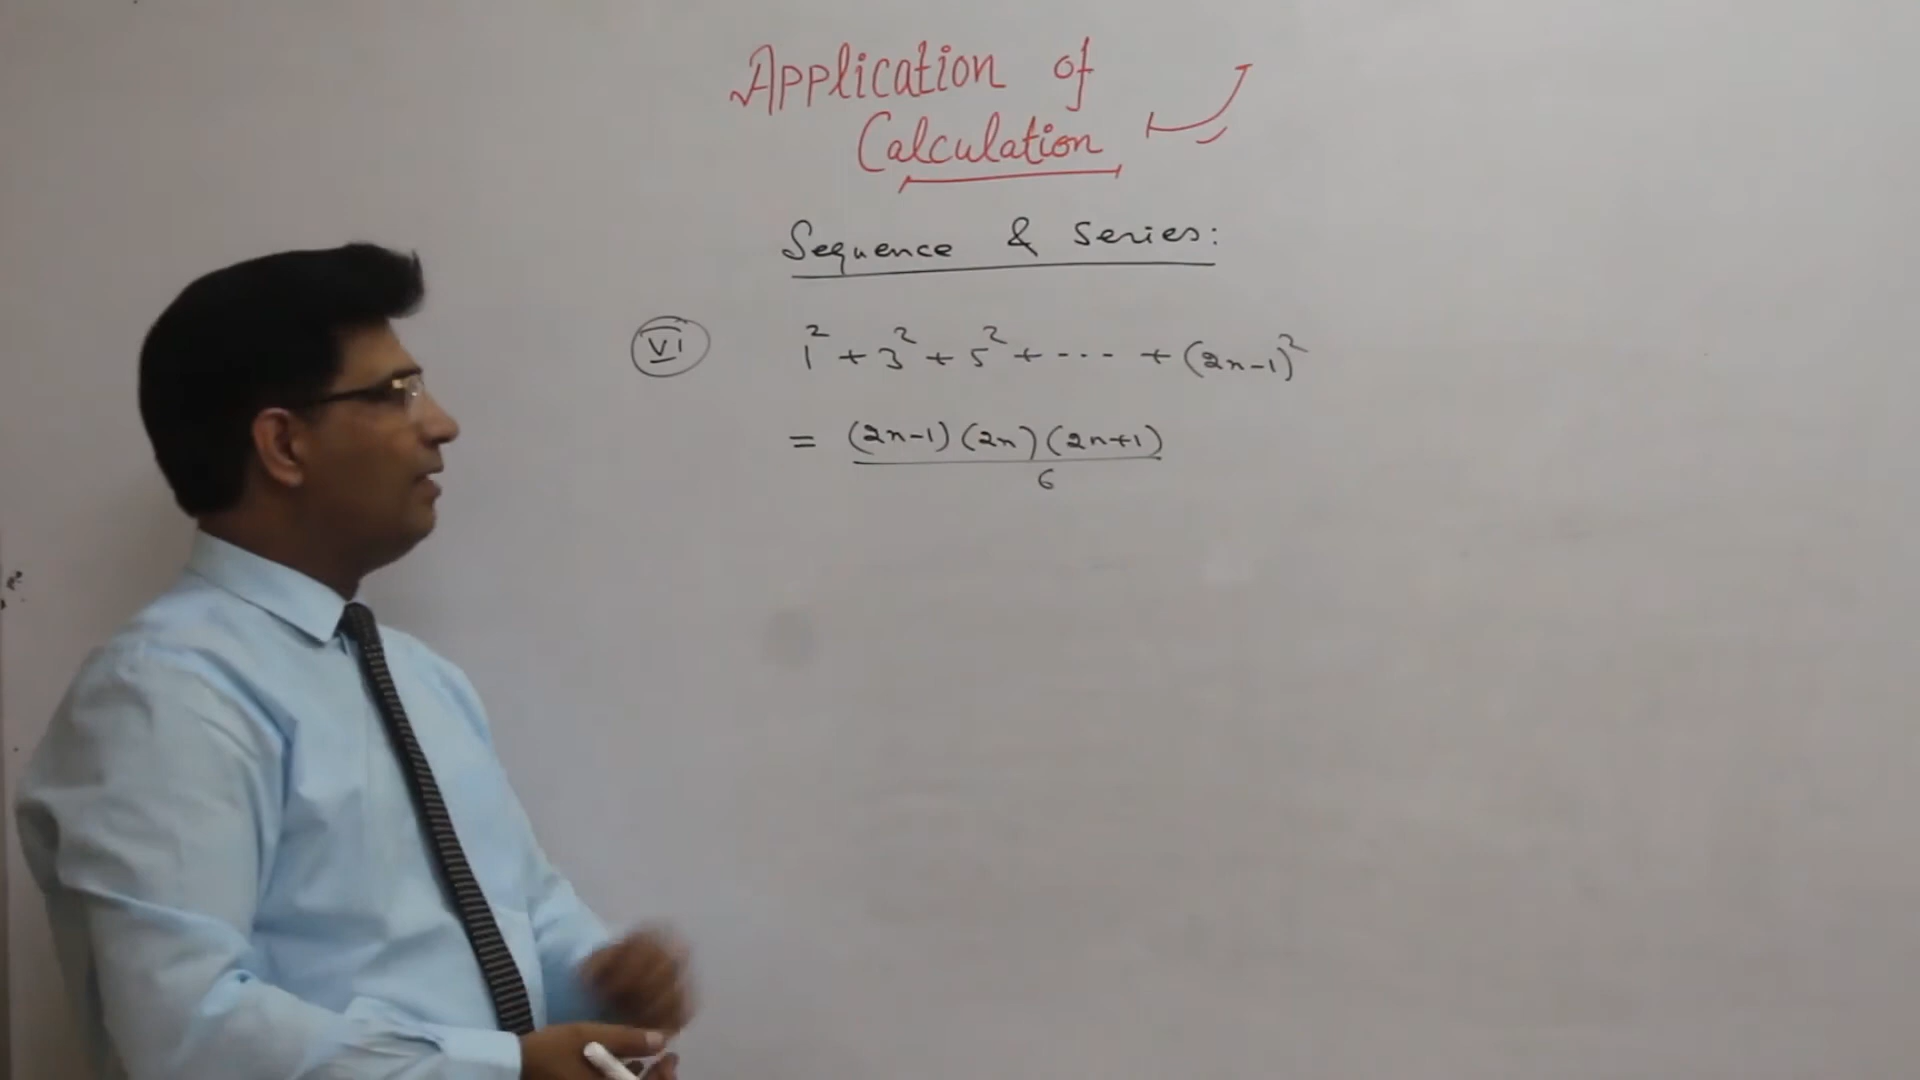 Application of
Calculation
Sequence & Series:
VI 1² + 3² + 5² + ---- + (2n-1)²
= (2n-1) (2n) (2n+1)
6